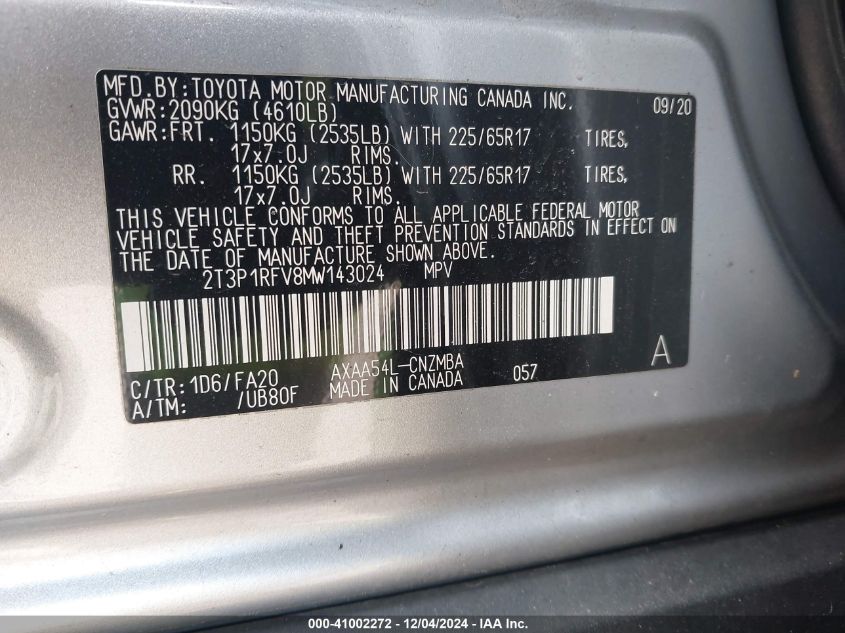 MFD.BY:TOYOTA MOTOR MANUFACTURING CANADA INC. 09/20
GVWR:2090KG (4610LB)
GAWR:FRT. 1150KG (2535LB) WITH 225/65R17 TIRES,
17x7.0J RIMS.
RR. 1150KG (2535LB) WITH 225/65R17 TIRES,
17x7.0J RIMS.
THIS VEHICLE CONFORMS TO ALL APPLICABLE FEDERAL MOTOR
VEHICLE SAFETY AND THEFT PREVENTION STANDARDS IN EFFECT ON
THE DATE OF MANUFACTURE SHOWN ABOVE.
2T3P1RFV8MW143024 MPV
C/TR:1D6/FA20 AXAA54L-CNZMBA 057 A
A/TM: /UB80F MADE IN CANADA
000-41002272 - 12/04/2024 - IAA Inc.